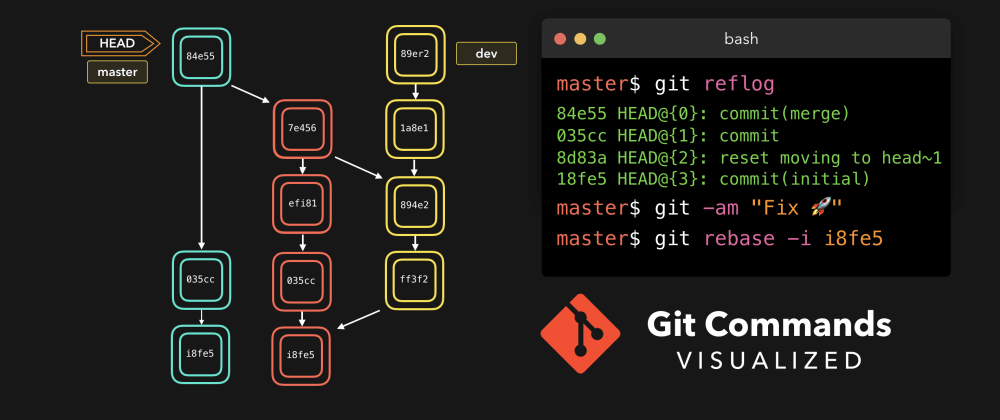 HEAD
master
84e55
7e456
efi81
035cc
i8fe5
035cc
i8fe5
89er2
dev
1a8e1
894e2
ff3f2
bash
master$ git reflog
84e55 HEAD@{0}: commit(merge)
035cc HEAD@{1}: commit
8d83a HEAD@{2}: reset moving to head~1
18fe5 HEAD@{3}: commit(initial)
master$ git -am "Fix 🚀"
master$ git rebase -i i8fe5
Git Commands
VISUALIZED